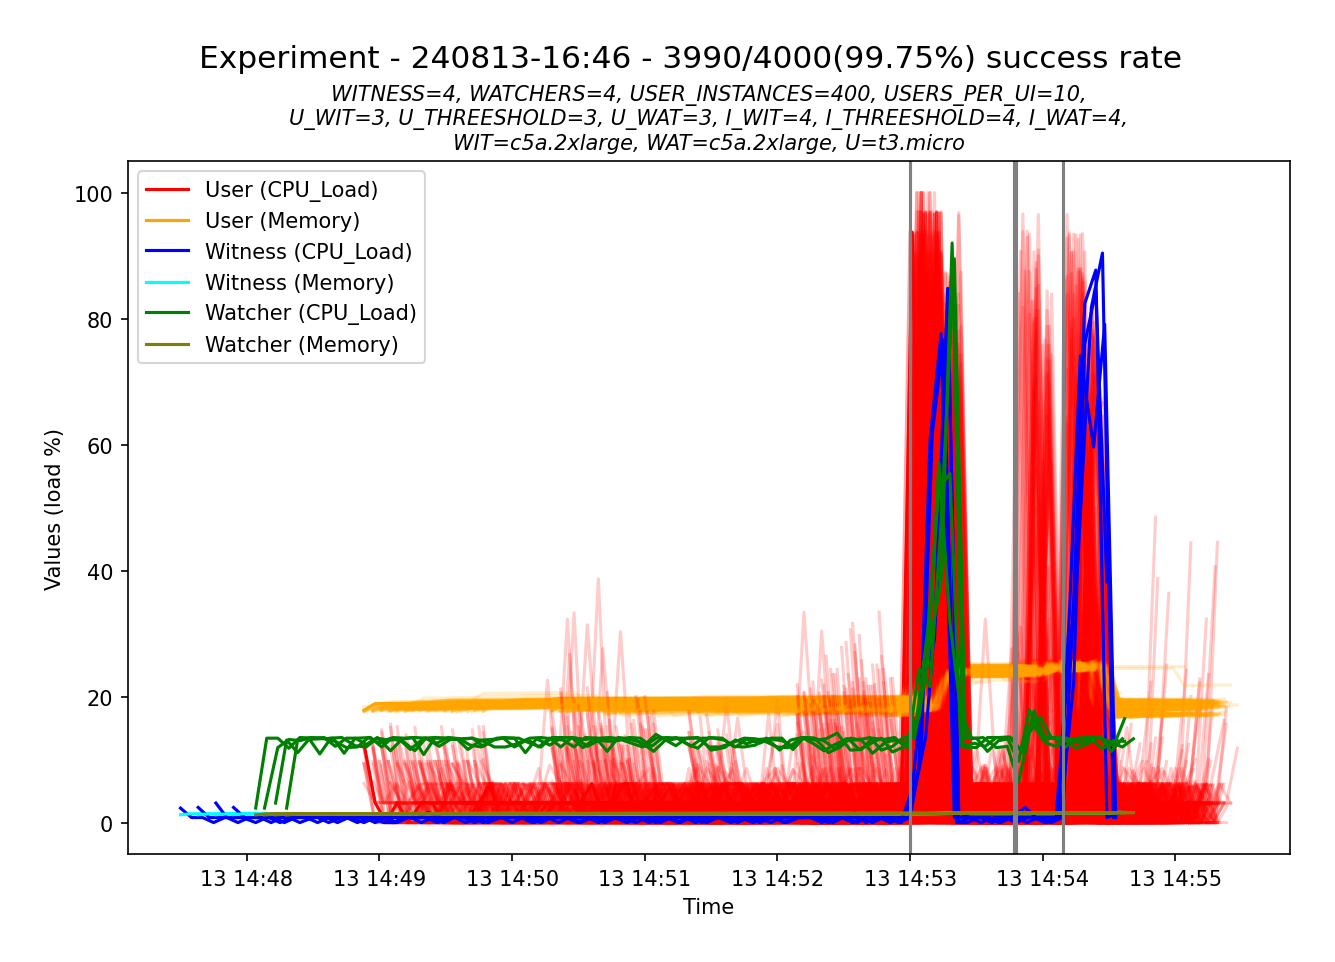 Experiment - 240813-16:46 - 3990/4000(99.75%) success rate
WITNESS=4, WATCHERS=4, USER_INSTANCES=400, USERS_PER_UI=10,
U_WIT=3, U_THREESHOLD=3, U_WAT=3, I_WIT=4, I_THREESHOLD=4, I_WAT=4,
WIT=c5a.2xlarge, WAT=c5a.2xlarge, U=t3.micro
User (CPU_Load)
User (Memory)
Witness (CPU_Load)
Witness (Memory)
Watcher (CPU_Load)
Watcher (Memory)
Values (load %)
100
80
60
40
20
0
13 14:48 13 14:49 13 14:50 13 14:51 13 14:52 13 14:53 13 14:54 13 14:55
Time